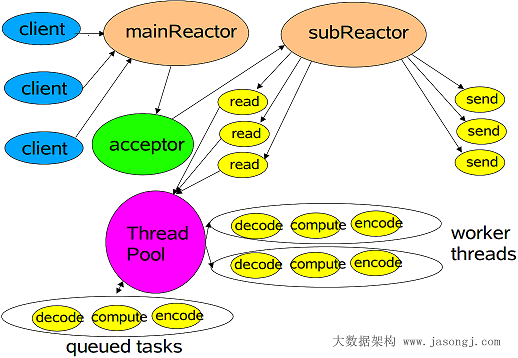 client
mainReactor
subReactor
client
client
acceptor
read
read
read
send
send
send
Thread
Pool
decode compute encode
decode compute encode
worker
threads
decode compute encode
queued tasks
大数据架构 www.jasongj.com